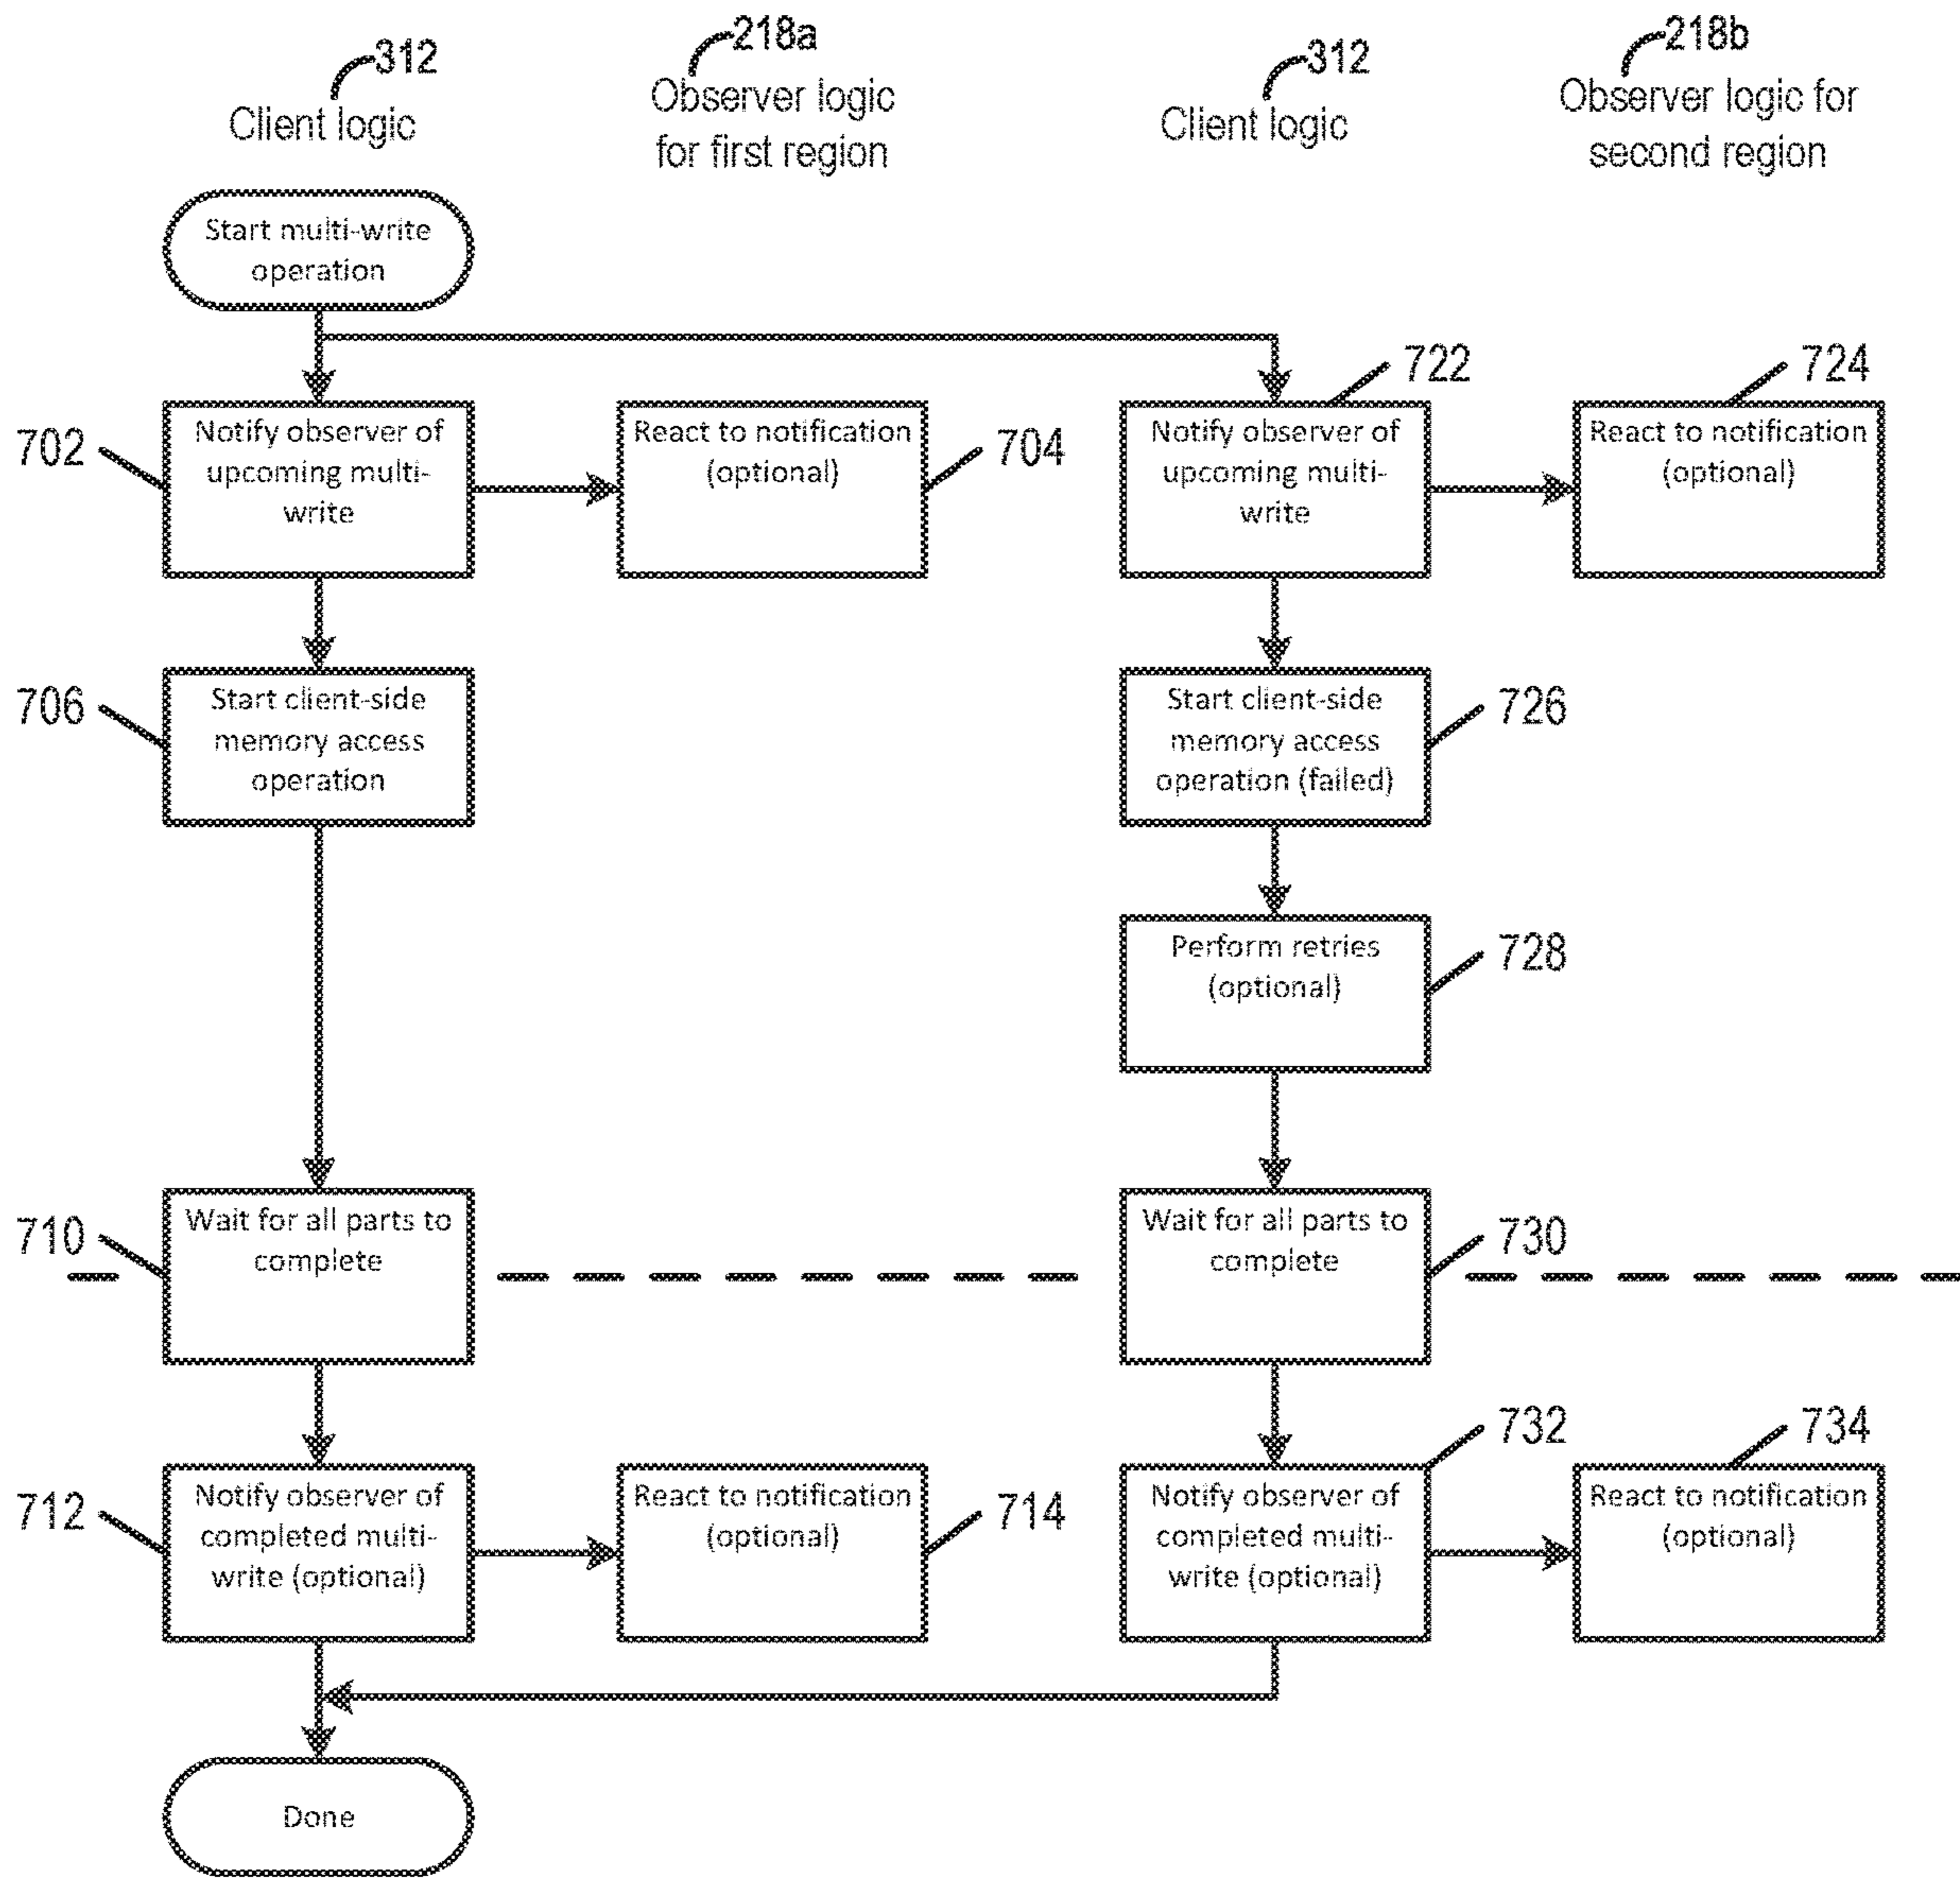 312
Client logic
218a
Observer logic
for first region
312
Client logic
218b
Observer logic for
second region
Start multi-write
operation
702
Notify observer of
upcoming multi-
write
React to notification
(optional)
704
722
Notify observer of
upcoming multi-
write
724
React to notification
(optional)
706
Start client-side
memory access
operation
Start client-side
memory access
operation (failed)
726
Perform retries
(optional)
728
710
Wait for all parts to
complete
Wait for all parts to
complete
730
712
Notify observer of
completed multi-
write (optional)
React to notification
(optional)
714
732
Notify observer of
completed multi-
write (optional)
734
React to notification
(optional)
Done